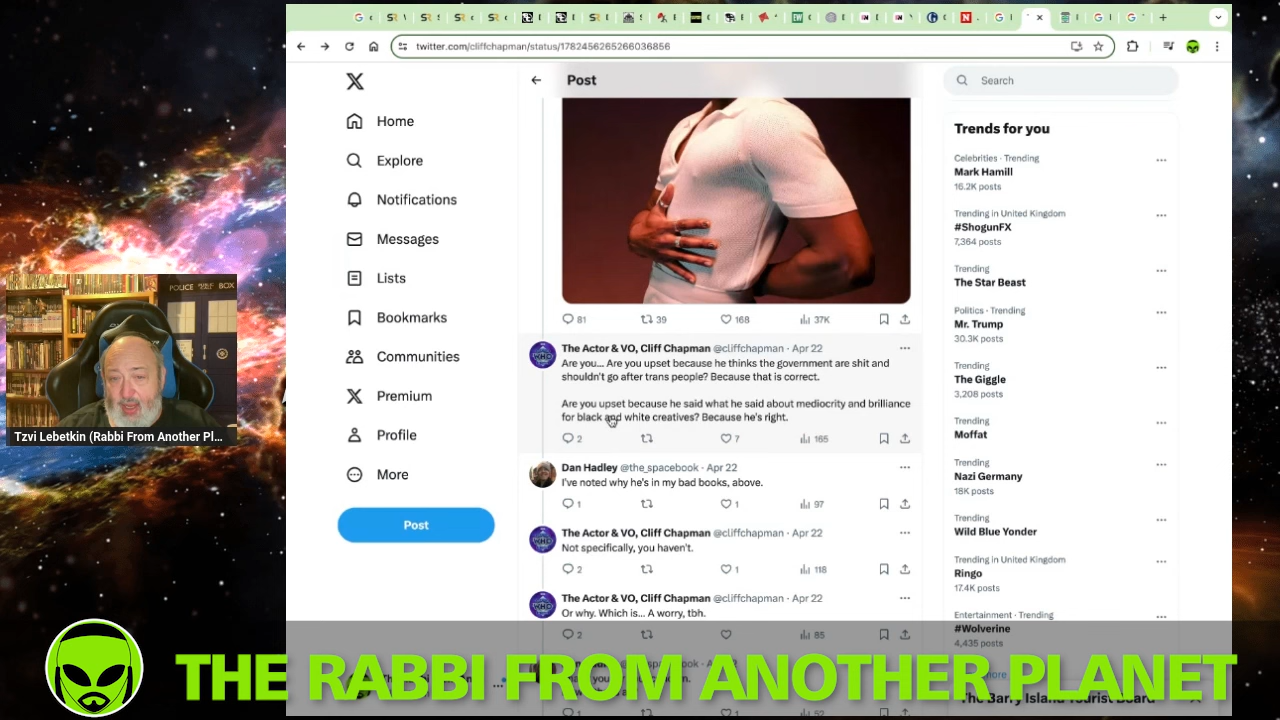 twitter.com/cliffchapman/status/1782456265266036856
Post
Search
Home
Explore
Notifications
Messages
Lists
Bookmarks
Communities
Premium
Profile
More
Post
81 39 168 37K
The Actor & VO, Cliff Chapman @cliffchapman · Apr 22
Are you... Are you upset because he thinks the government are shit and
shouldn't go after trans people? Because that is correct.
Are you upset because he said what he said about mediocrity and brilliance
for black and white creatives? Because he's right.
2 7 165
Dan Hadley @the_spacebook · Apr 22
I've noted why he's in my bad books, above.
1 1 97
The Actor & VO, Cliff Chapman @cliffchapman · Apr 22
Not specifically, you haven't.
2 1 118
The Actor & VO, Cliff Chapman @cliffchapman · Apr 22
Or why. Which is... A worry, tbh.
2 85
Trends for you
Celebrities · Trending
Mark Hamill
16.2K posts
Trending in United Kingdom
#ShogunFX
7,364 posts
Trending
The Star Beast
Politics · Trending
Mr. Trump
30.3K posts
Trending
The Giggle
3,208 posts
Trending
Moffat
Trending
Nazi Germany
18K posts
Trending
Wild Blue Yonder
Trending in United Kingdom
Ringo
17.4K posts
Entertainment · Trending
#Wolverine
4,435 posts
The Barry Island Tourist Board
POLICE BOX
Tzvi Lebetkin (Rabbi From Another Pl...
THE RABBI FROM ANOTHER PLANET